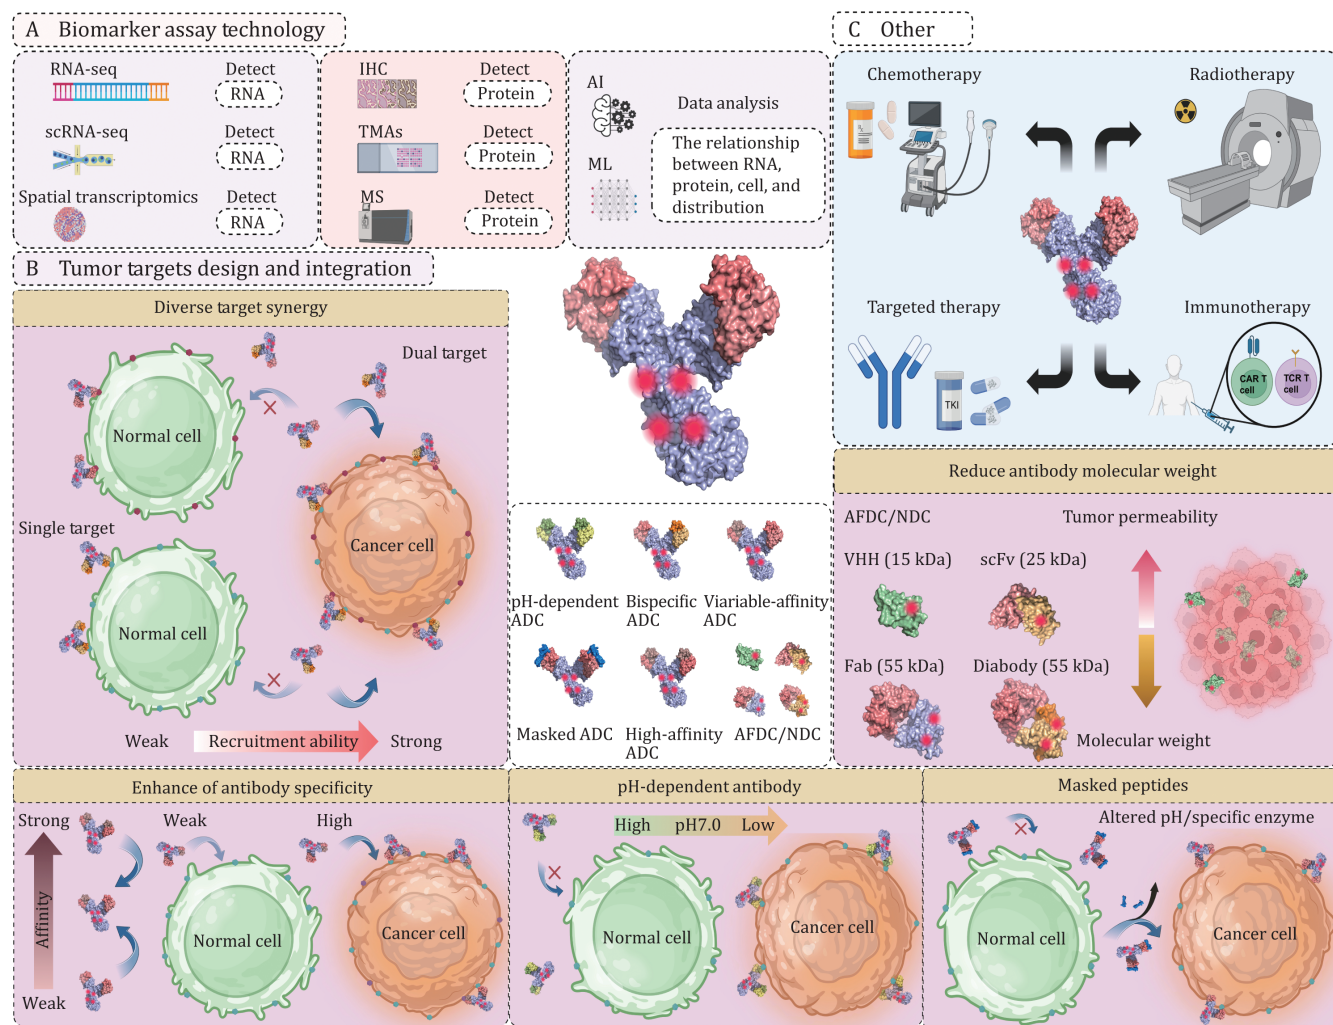 A Biomarker assay technology
RNA-seq
Detect
RNA
scRNA-seq
Detect
RNA
Spatial transcriptomics
Detect
RNA
IHC
Detect
Protein
TMAs
Detect
Protein
MS
Detect
Protein
AI
ML
Data analysis
The relationship
between RNA,
protein, cell, and
distribution
C Other
Chemotherapy
Radiotherapy
Targeted therapy
TKI
Immunotherapy
CAR T
cell
TCR T
cell
B Tumor targets design and integration
Diverse target synergy
Dual target
Normal cell
Single target
Cancer cell
Normal cell
Weak
Recruitment ability
Strong
pH-dependent
ADC
Bispecific
ADC
Viariable-affinity
ADC
Masked ADC
High-affinity
ADC
AFDC/NDC
Reduce antibody molecular weight
AFDC/NDC
Tumor permeability
VHH (15 kDa)
scFv (25 kDa)
Fab (55 kDa)
Diabody (55 kDa)
Molecular weight
Enhance of antibody specificity
Strong
Affinity
Weak
Weak
High
Normal cell
Cancer cell
pH-dependent antibody
High pH7.0 Low
Normal cell
Cancer cell
Masked peptides
Altered pH/specific enzyme
Normal cell
Cancer cell